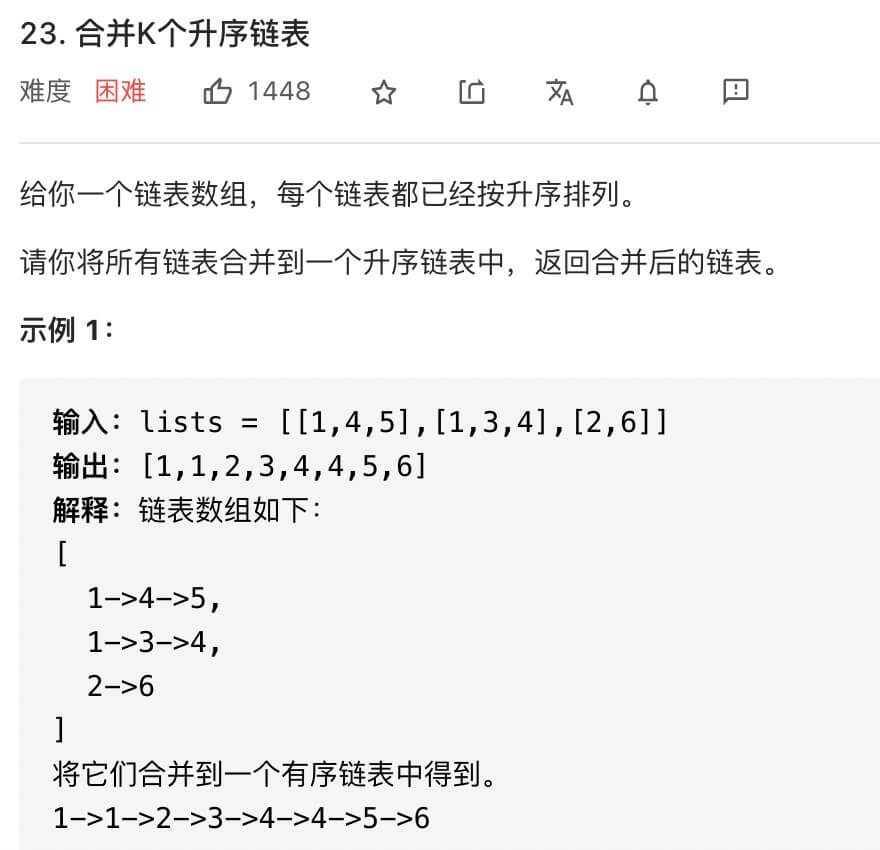 23. 合并K个升序链表
难度 困难 1448
给你一个链表数组，每个链表都已经按升序排列。
请你将所有链表合并到一个升序链表中，返回合并后的链表。
示例 1：
输入：lists = [[1,4,5],[1,3,4],[2,6]]
输出：[1,1,2,3,4,4,5,6]
解释：链表数组如下：
[
  1->4->5,
  1->3->4,
  2->6
]
将它们合并到一个有序链表中得到。
1->1->2->3->4->4->5->6